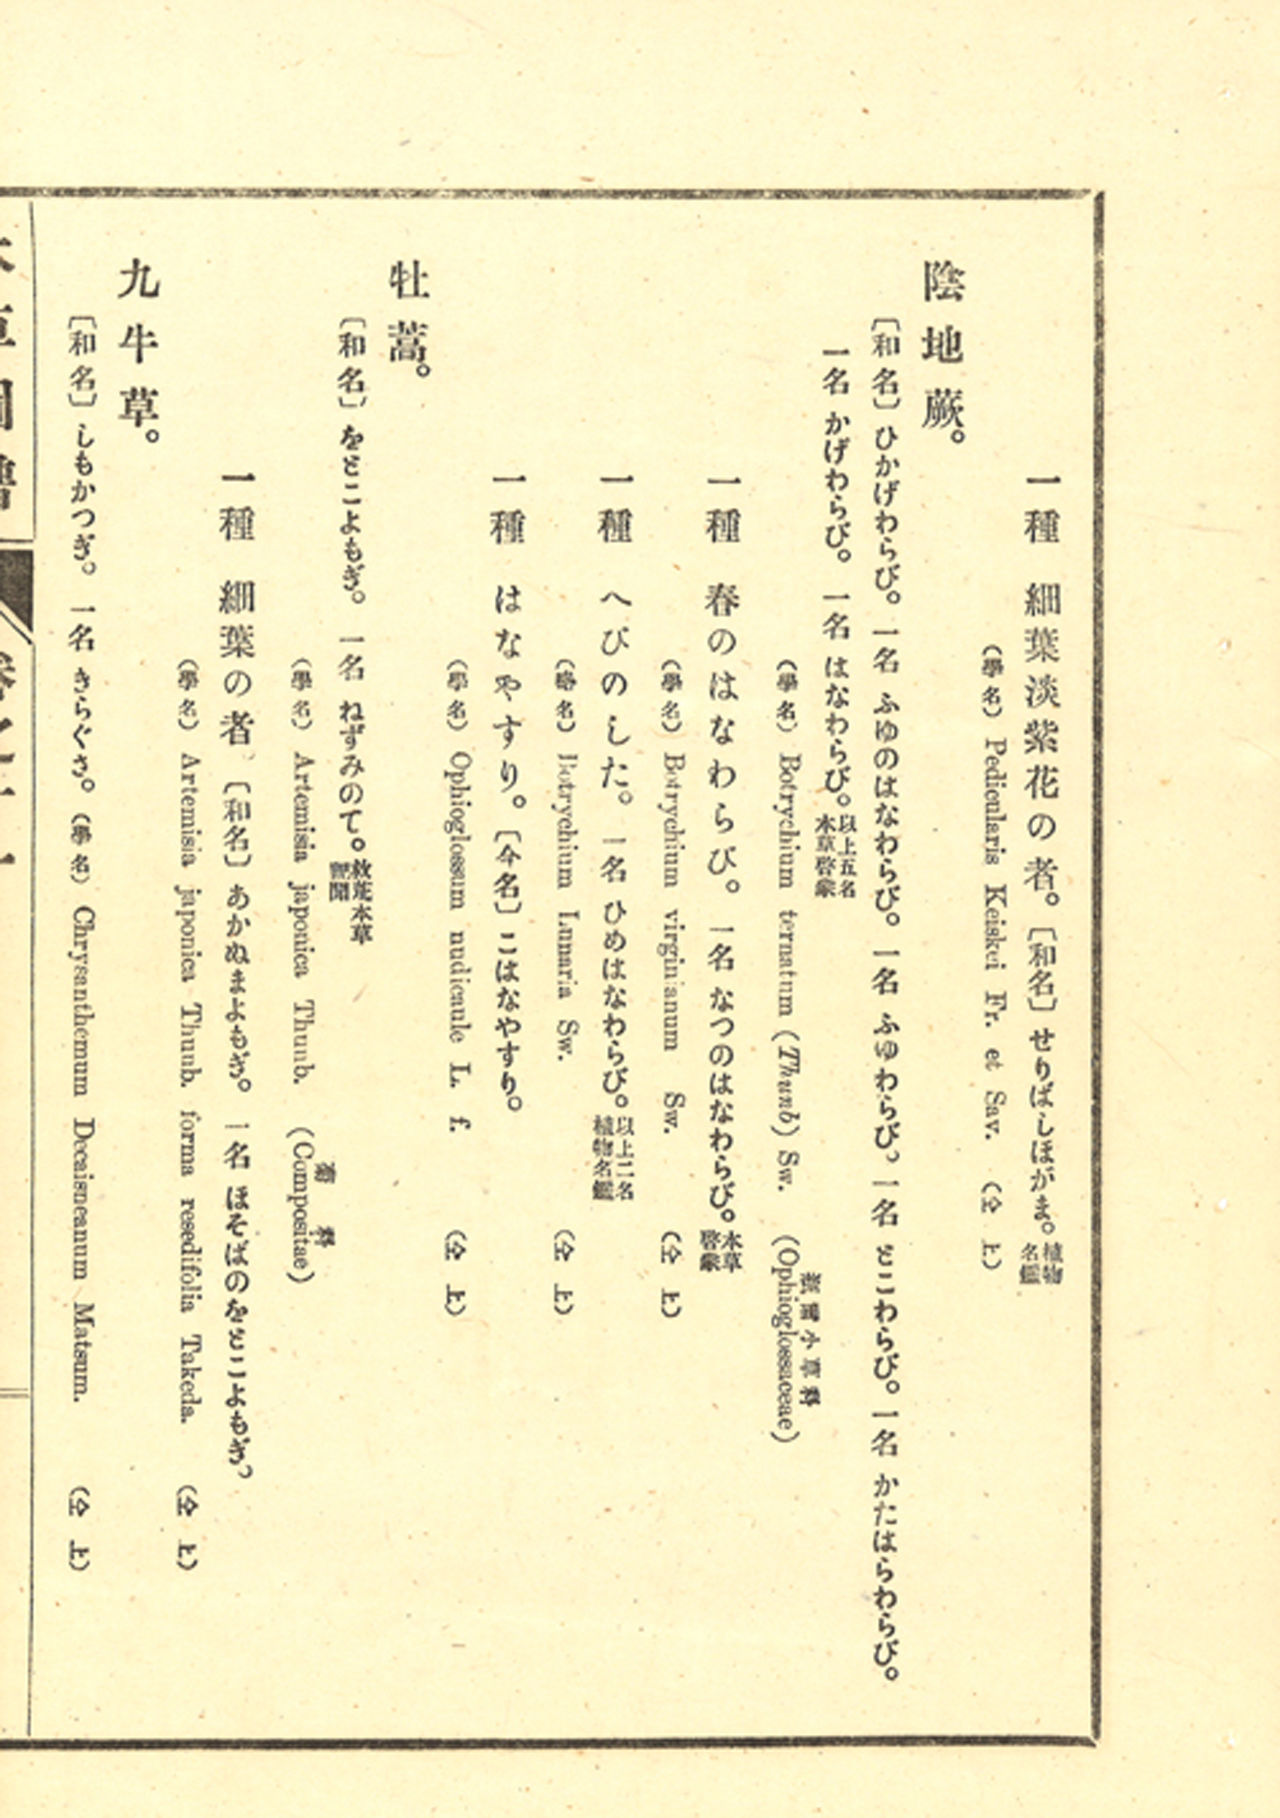 一種　細葉淡紫花の者。〔和名〕せりばしほがま。植物名鑑
(學名) Pedicularis Keiskei Fr. et Sav. (仝上)
陰地蕨。
〔和名〕ひかげわらび。一名 ふゆのはなわらび。一名 ふゆわらび。一名 とこわらび。一名 かたはらわらび。
一名 かげわらび。一名 はなわらび。以上五名本草啓蒙
(學名) Botrychium ternatum (Thunb) Sw. (Ophioglossaceae) 瓶爾小草科
一種　春のはなわらび。一名 なつのはなわらび。本草啓蒙
(學名) Botrychium virginianum Sw. (仝上)
一種　へびのした。一名 ひめはなわらび。以上二名植物名鑑
(學名) Botrychium Lunaria Sw. (仝上)
一種　はなやすり。〔今名〕こはなやすり。
(學名) Ophioglossum nudicaule L. f. (仝上)
牡蒿。
〔和名〕をとこよもぎ。一名 ねずみのて。救荒本草記聞
(學名) Artemisia japonica Thunb. (Compositae) 菊科
一種　細葉の者〔和名〕あかぬまよもぎ。一名 ほそばのをとこよもぎ。
(學名) Artemisia japonica Thunb. forma resedifolia Takeda. (仝上)
九牛草。
〔和名〕しもかつぎ。一名 きらぐさ。(學名) Chrysanthemum Decaisneanum Matsum. (仝上)